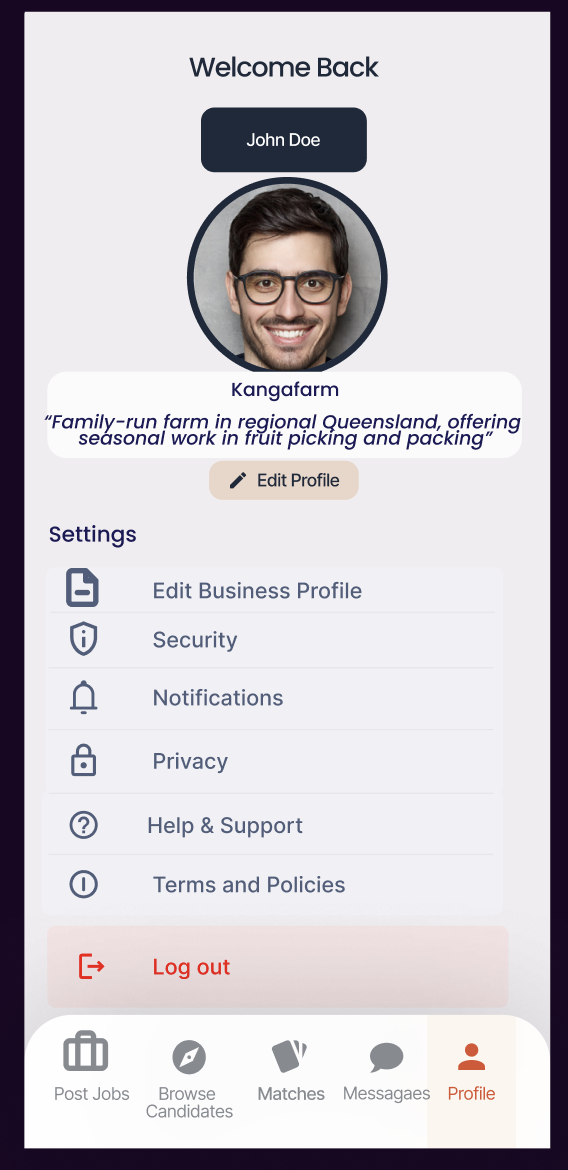 Welcome Back
John Doe
Kangafarm
“Family-run farm in regional Queensland, offering
seasonal work in fruit picking and packing”
Edit Profile
Settings
Edit Business Profile
Security
Notifications
Privacy
Help & Support
Terms and Policies
Log out
Post Jobs
Browse
Candidates
Matches
Messagaes
Profile